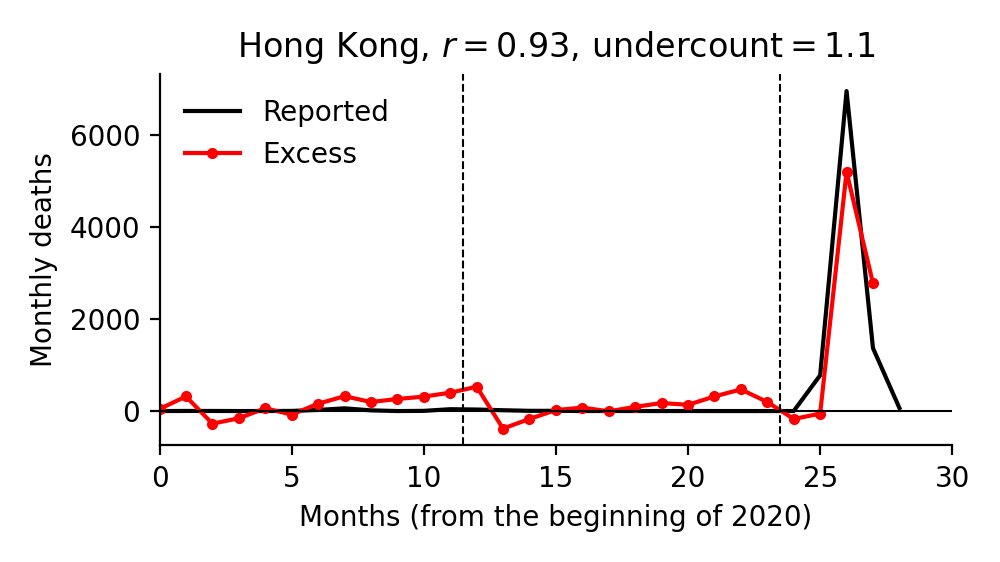 Hong Kong, r = 0.93, undercount = 1.1
Reported
Excess
Monthly deaths
6000
4000
2000
0
0 5 10 15 20 25 30
Months (from the beginning of 2020)